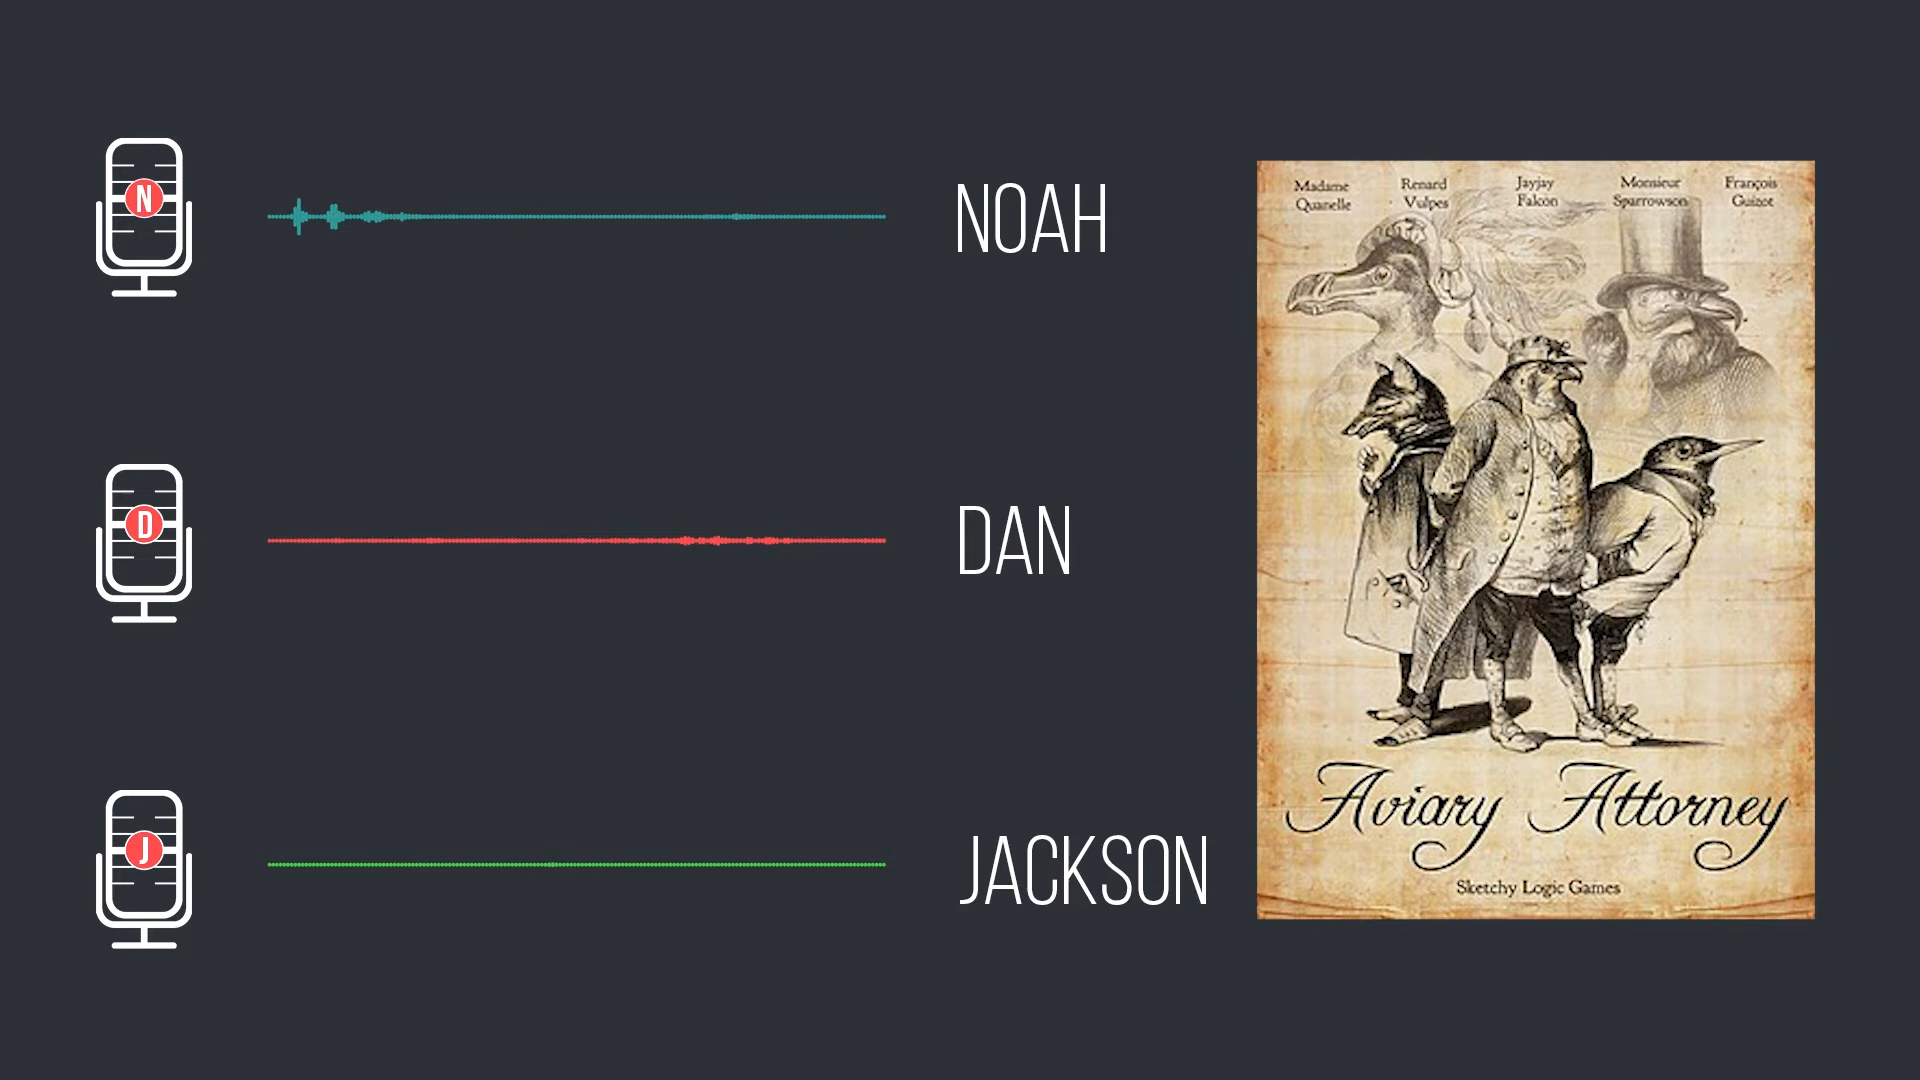 N
NOAH
D
DAN
J
JACKSON
Madame Renard Jayjay Monsieur François
Quanelle Vulpes Falcon Sparrowson Guizot
Aviary Attorney
Sketchy Logic Games